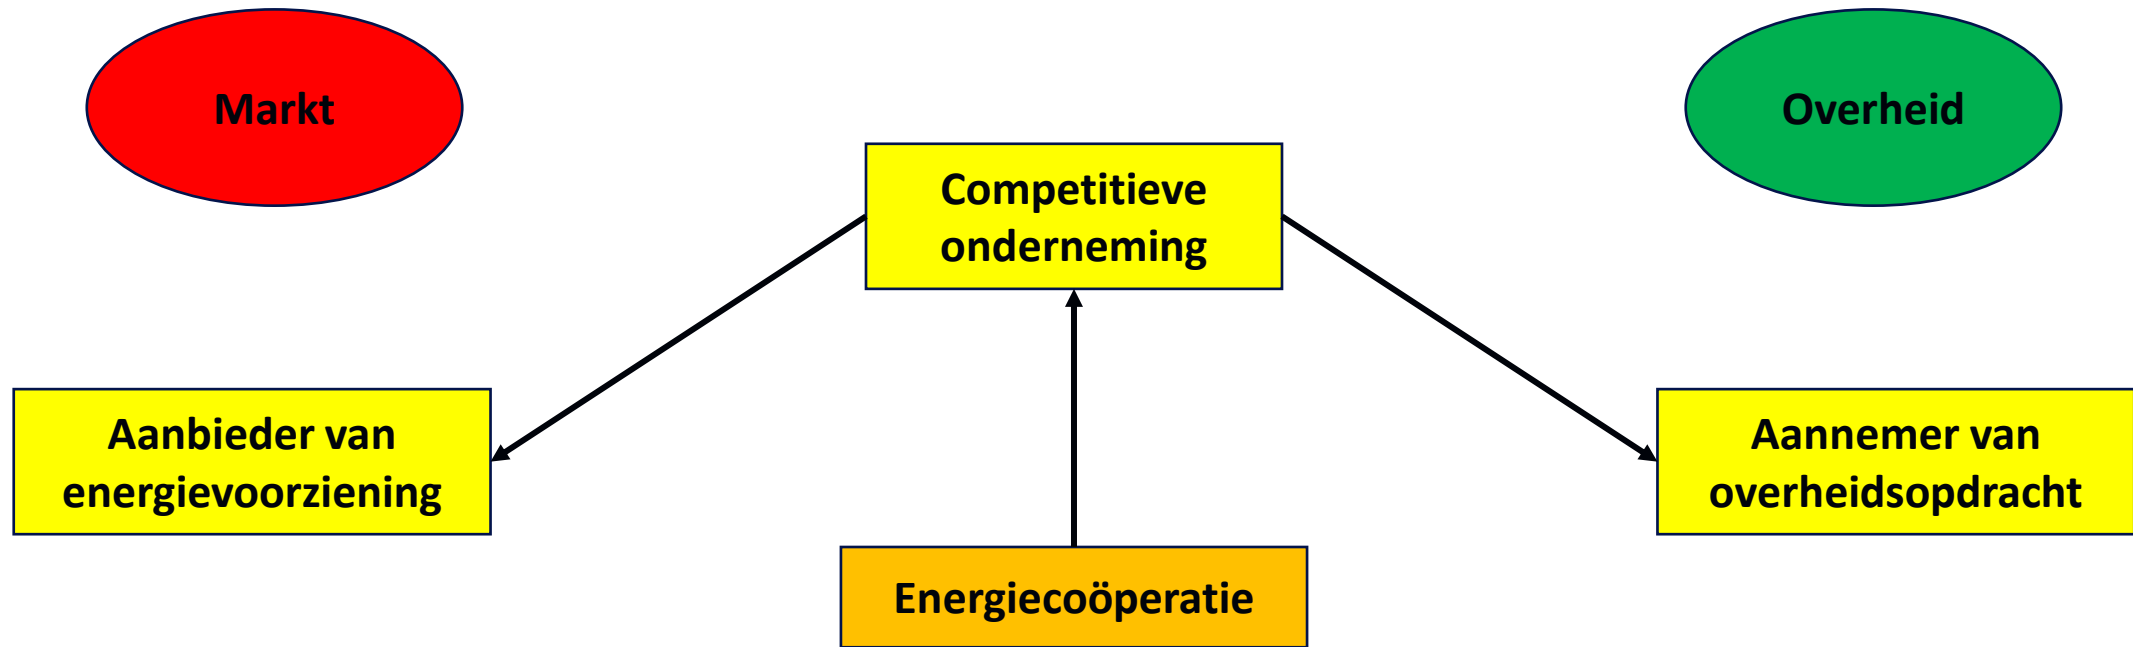 Markt
Overheid
Competitieve
onderneming
Aanbieder van
energievoorziening
Aannemer van
overheidsopdracht
Energiecoöperatie